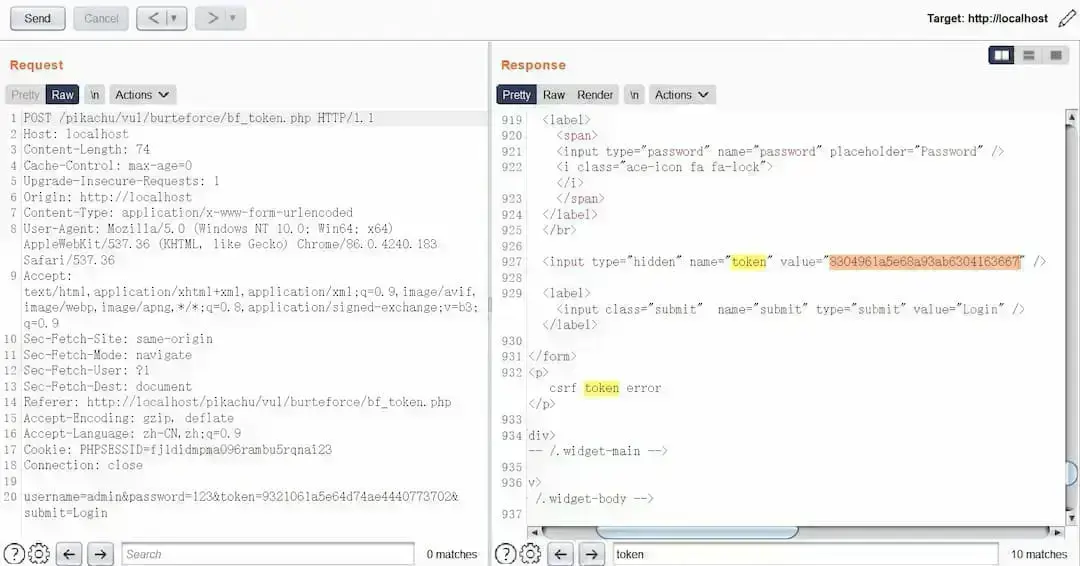 Send Cancel < > Target: http://localhost
Request
Pretty Raw \n Actions
1 POST /pikachu/vul/burteforce/bf_token.php HTTP/1.1
2 Host: localhost
3 Content-Length: 74
4 Cache-Control: max-age=0
5 Upgrade-Insecure-Requests: 1
6 Origin: http://localhost
7 Content-Type: application/x-www-form-urlencoded
8 User-Agent: Mozilla/5.0 (Windows NT 10.0; Win64; x64)
AppleWebKit/537.36 (KHTML, like Gecko) Chrome/86.0.4240.183
Safari/537.36
9 Accept:
text/html,application/xhtml+xml,application/xml;q=0.9,image/avif,
image/webp,image/apng,*/*;q=0.8,application/signed-exchange;v=b3;
q=0.9
10 Sec-Fetch-Site: same-origin
11 Sec-Fetch-Mode: navigate
12 Sec-Fetch-User: ?1
13 Sec-Fetch-Dest: document
14 Referer: http://localhost/pikachu/vul/burteforce/bf_token.php
15 Accept-Encoding: gzip, deflate
16 Accept-Language: zh-CN,zh;q=0.9
17 Cookie: PHPSESSID=fjldidmpma096rambu5rqnai23
18 Connection: close
19
20 username=admin&password=123&token=9321061a5e64d74ae4440773702&
submit=Login
? Search 0 matches
Response
Pretty Raw Render \n Actions
919 <label>
920 <span>
921 <input type="password" name="password" placeholder="Password" />
922 <i class="ace-icon fa fa-lock">
</i>
923 </span>
924 </label>
925 </br>
926
927 <input type="hidden" name="token" value="8304961a5e68a93ab6304163667" />
928
929 <label>
<input class="submit" name="submit" type="submit" value="Login" />
</label>
930
931 </form>
932 <p>
csrf token error
</p>
933
934 div>
-- /.widget-main -->
935
936 v>
/.widget-body -->
937
? token 10 matches